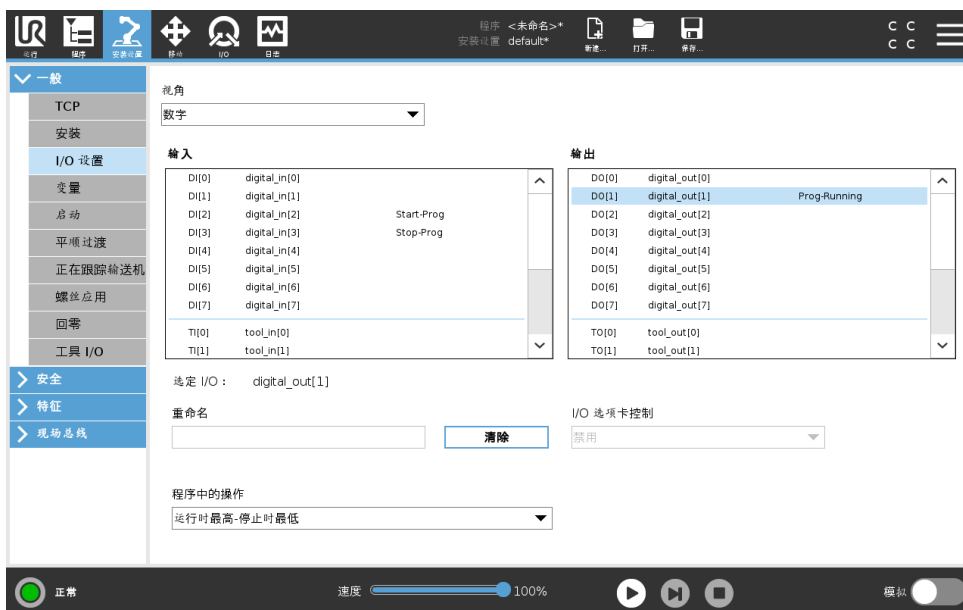 UR
程序 <未命名>*
安装设置 default*
C C
C C
运行 程序 安装设置 移动 I/O 日志 新建... 打开... 保存...
一般
TCP
安装
I/O 设置
变量
启动
平顺过渡
正在跟踪输送机
螺丝应用
回零
工具 I/O
安全
特征
现场总线
视角
数字
输入
DI[0] digital_in[0]
DI[1] digital_in[1]
DI[2] digital_in[2] Start-Prog
DI[3] digital_in[3] Stop-Prog
DI[4] digital_in[4]
DI[5] digital_in[5]
DI[6] digital_in[6]
DI[7] digital_in[7]
TI[0] tool_in[0]
TI[1] tool_in[1]
输出
DO[0] digital_out[0]
DO[1] digital_out[1] Prog-Running
DO[2] digital_out[2]
DO[3] digital_out[3]
DO[4] digital_out[4]
DO[5] digital_out[5]
DO[6] digital_out[6]
DO[7] digital_out[7]
TO[0] tool_out[0]
TO[1] tool_out[1]
选定 I/O : digital_out[1]
重命名
清除
I/O 选项卡控制
禁用
程序中的操作
运行时最高-停止时最低
正常
速度 100%
模拟